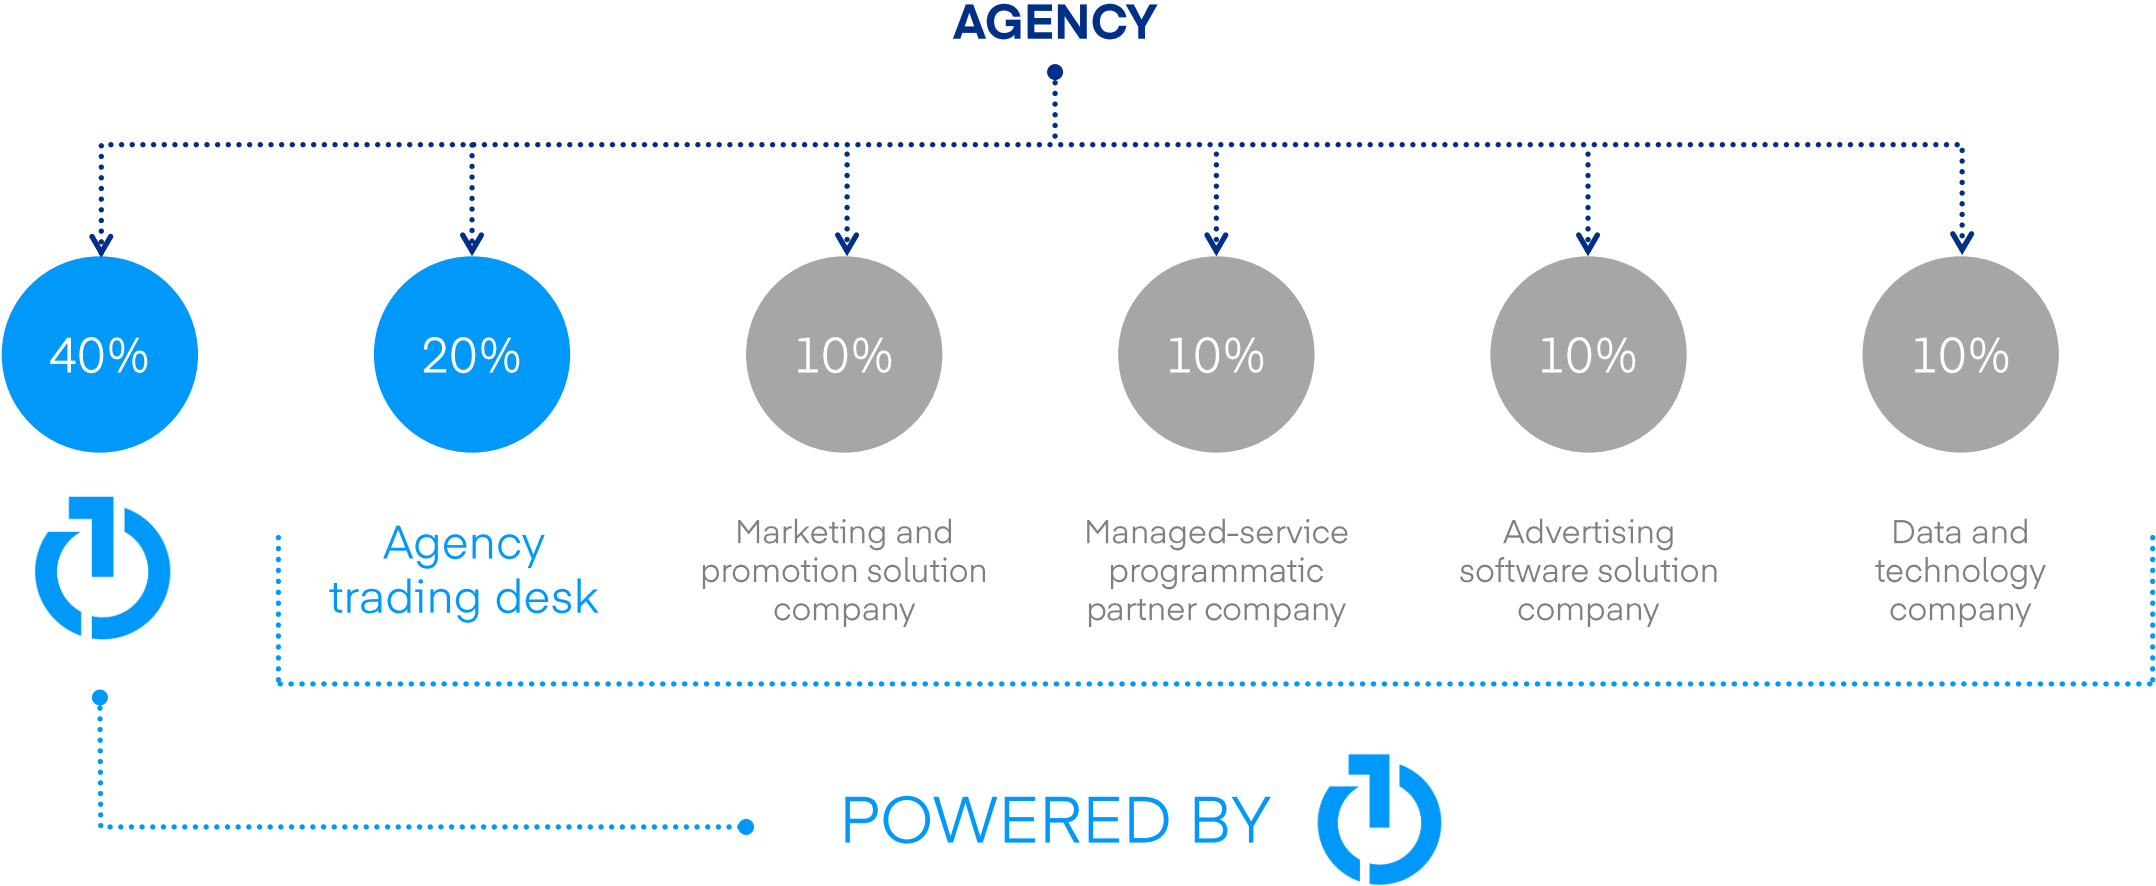 AGENCY
40%
20%
10%
10%
10%
10%
Agency
trading desk
Marketing and
promotion solution
company
Managed-service
programmatic
partner company
Advertising
software solution
company
Data and
technology
company
POWERED BY